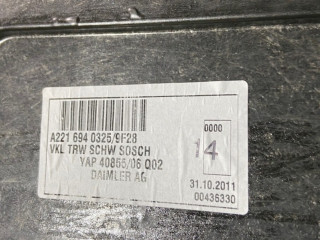 A221 694 0325/9F28
VKL TRW SCHW SOSCH
YAP 40855/06 Q02
DAIMLER AG
0000
14
31.10.2011
00436330